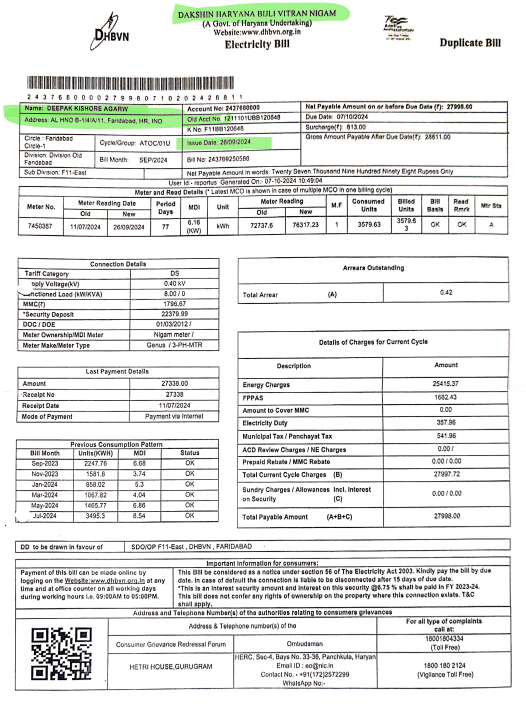 DAKSHIN HARYANA BIJLI VITRAN NIGAM
(A Govt. of Haryana Undertaking)
Website:www.dhbvn.org.in
DHBVN
Electricity Bill
Duplicate Bill
Name: DEEPAK KISHORE AGARW
Account No: 2437680000
Net Payable Amount on or before Due Date (₹): 27998.00
Address: AL HNO B-1/4/A/11, Faridabad, HR, IND
Old Acct No: 1211101UBB120648
Due Date: 07/10/2024
K No: F11BB120648
Surcharge(₹): 813.00
Circle : Faridabad Circle-1
Cycle/Group: ATOC/01U
Issue Date: 26/09/2024
Gross Amount Payable After Due Date(₹): 28811.00
Division: Division Old Faridabad
Bill Month: SEP/2024
Bill No: 243769250586
Sub Division: F11-East
Net Payable Amount in words: Twenty Seven Thousand Nine Hundred Ninety Eight Rupees Only
User Id:- reportus Generated On:- 07-10-2024 10:49:04
Meter and Read Details (* Latest MCO is shown in case of multiple MCO in one billing cycle)
Meter No. Meter Reading Date Period Days MDI Unit Meter Reading M.F Consumed Units Billed Units Bill Basis Read Rmrk Mtr Sts
Old New Old New
7450387 11/07/2024 26/09/2024 77 6.16 (KW) kWh 72737.6 76317.23 1 3579.63 3579.63 OK OK A
Connection Details
Tariff Category DS
pply Voltage(kV) 0.40 kV
nctioned Load (kW/KVA) 8.00 / 0
MMC(₹) 1796.67
*Security Deposit 22379.99
DOC / DOE 01/03/2012 /
Meter Ownership/MDI Meter Nigam meter /
Meter Make/Meter Type Genus / 3-PH-MTR
Arrears Outstanding
Total Arrear (A) 0.42
Last Payment Details
Amount 27338.00
Receipt No 27338
Receipt Date 11/07/2024
Mode of Payment Payment via Internet
Details of Charges for Current Cycle
Description Amount
Energy Charges 25415.37
FPPAS 1682.43
Amount to Cover MMC 0.00
Electricity Duty 357.96
Municipal Tax / Panchayat Tax 541.96
ACD Review Charges / NE Charges 0.00 /
Prepaid Rebate / MMC Rebate 0.00 / 0.00
Total Current Cycle Charges (B) 27997.72
Sundry Charges / Allowances Incl. Interest on Security (C) 0.00 / 0.00
Total Payable Amount (A+B+C) 27998.00
Previous Consumption Pattern
Bill Month Units(KWH) MDI Status
Sep-2023 2247.76 6.68 OK
Nov-2023 1581.6 3.74 OK
Jan-2024 858.02 5.3 OK
Mar-2024 1067.82 4.04 OK
May-2024 1465.77 6.86 OK
Jul-2024 3495.3 8.54 OK
DD to be drawn in favour of SDO/OP F11-East , DHBVN , FARIDABAD
Important Information for consumers:
Payment of this bill can be made online by
logging on the Website:www.dhbvn.org.in at any
time and at office counter on all working days
during working hours i.e. 09:00AM to 05:00PM.
This Bill be considered as a notice under section 56 of The Electricity Act 2003. Kindly pay the bill by due
date. In case of default the connection is liable to be disconnected after 15 days of due date.
*This is an interest security amount and interest on this security @6.75 % shall be paid in FY 2023-24.
This bill does not confer any rights of ownership on the property where this connection exists. T&C
shall apply.
Address and Telephone Number(s) of the authorities relating to consumers grievances
Address & Telephone number(s) of the
For all type of complaints call at:
Consumer Grievance Redressal Forum
Ombudsman
18001804334
(Toll Free)
HETRI HOUSE,GURUGRAM
HERC, Sec-4, Bays No. 33-36, Panchkula, Haryan
Email ID : eo@nic.in
Contact No. - +91(172)2572299
WhatsApp No:-
1800 180 2124
(Vigilance Toll Free)